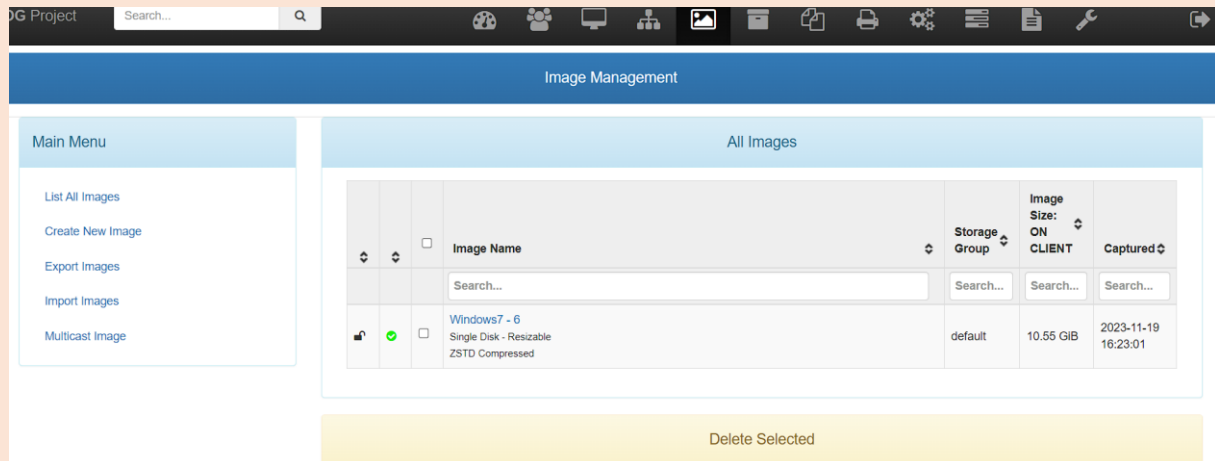 OG Project
Search...
Image Management
Main Menu
List All Images
Create New Image
Export Images
Import Images
Multicast Image
All Images
Image Name
Storage
Group
Image
Size:
ON
CLIENT
Captured
Search...
Search...
Search...
Search...
Windows7 - 6
Single Disk - Resizable
ZSTD Compressed
default
10.55 GiB
2023-11-19
16:23:01
Delete Selected